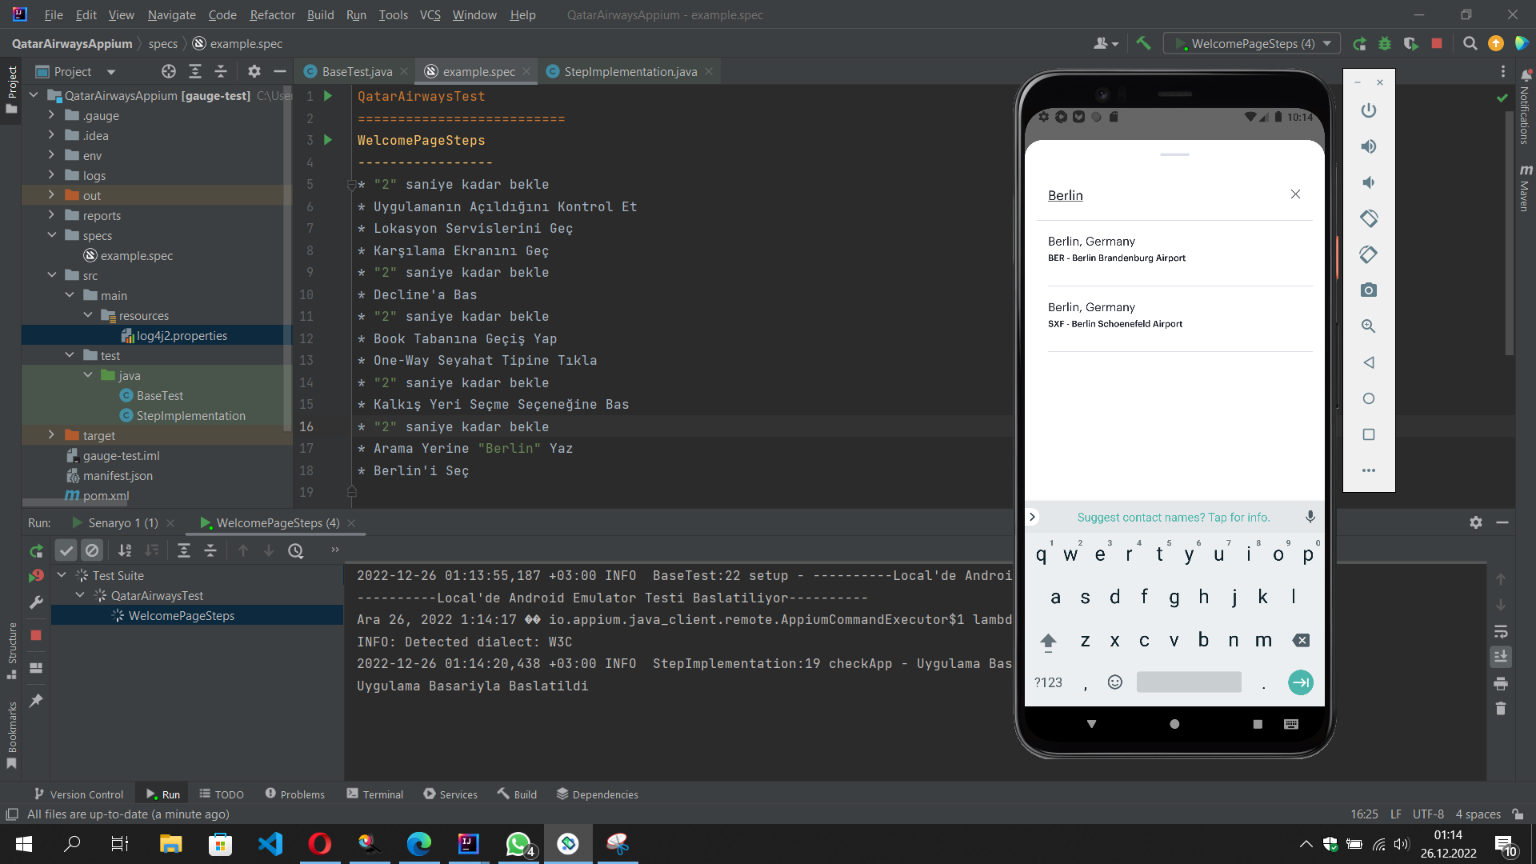 File Edit View Navigate Code Refactor Build Run Tools VCS Window Help QatarAirwaysAppium - example.spec
QatarAirwaysAppium specs example.spec
WelcomePageSteps (4)
Project
BaseTest.java
example.spec
StepImplementation.java
QatarAirwaysAppium [gauge-test] C:\User
.gauge
.idea
env
logs
out
reports
specs
example.spec
src
main
resources
log4j2.properties
test
java
BaseTest
StepImplementation
target
gauge-test.iml
manifest.json
pom.xml
1 QatarAirwaysTest
2 ==========================
3 WelcomePageSteps
4 -----------------
5 * "2" saniye kadar bekle
6 * Uygulamanın Açıldığını Kontrol Et
7 * Lokasyon Servislerini Geç
8 * Karşılama Ekranını Geç
9 * "2" saniye kadar bekle
10 * Decline'a Bas
11 * "2" saniye kadar bekle
12 * Book Tabanına Geçiş Yap
13 * One-Way Seyahat Tipine Tıkla
14 * "2" saniye kadar bekle
15 * Kalkış Yeri Seçme Seçeneğine Bas
16 * "2" saniye kadar bekle
17 * Arama Yerine "Berlin" Yaz
18 * Berlin'i Seç
19
10:14
Berlin
Berlin, Germany
BER - Berlin Brandenburg Airport
Berlin, Germany
SXF - Berlin Schoenefeld Airport
Suggest contact names? Tap for info.
1 2 3 4 5 6 7 8 9 0
q w e r t y u i o p
a s d f g h j k l
z x c v b n m
?123 , .
Project
Structure
Bookmarks
Notifications
Maven
Run: Senaryo 1 (1) WelcomePageSteps (4)
Test Suite
QatarAirwaysTest
WelcomePageSteps
2022-12-26 01:13:55,187 +03:00 INFO BaseTest:22 setup - ----------Local'de Androi
----------Local'de Android Emulator Testi Baslatiliyor----------
Ara 26, 2022 1:14:17 �� io.appium.java_client.remote.AppiumCommandExecutor$1 lambd
INFO: Detected dialect: W3C
2022-12-26 01:14:20,438 +03:00 INFO StepImplementation:19 checkApp - Uygulama Bas
Uygulama Basariyla Baslatildi
Version Control Run TODO Problems Terminal Services Build Dependencies
All files are up-to-date (a minute ago)
16:25 LF UTF-8 4 spaces
4
01:14
26.12.2022
10